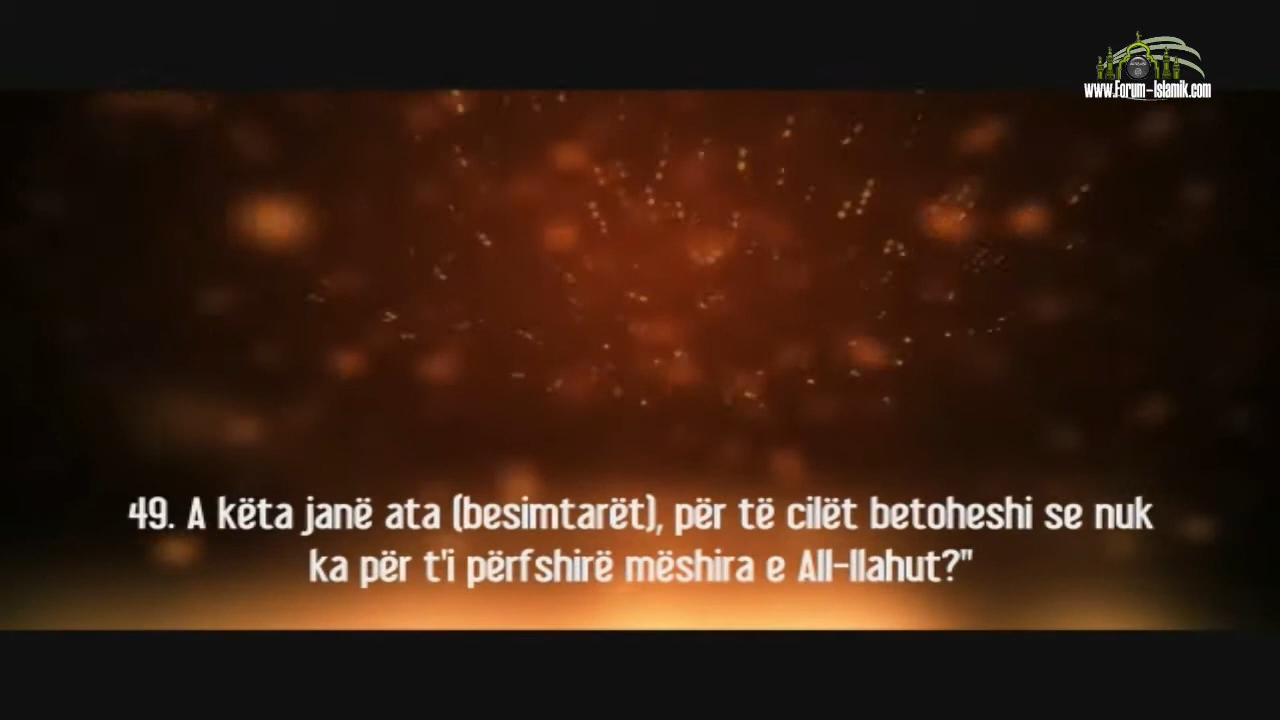 www.Forum-Islamik.com
49. A këta janë ata (besimtarët), për të cilët betoheshi se nuk
ka për t'i përfshirë mëshira e All-llahut?"